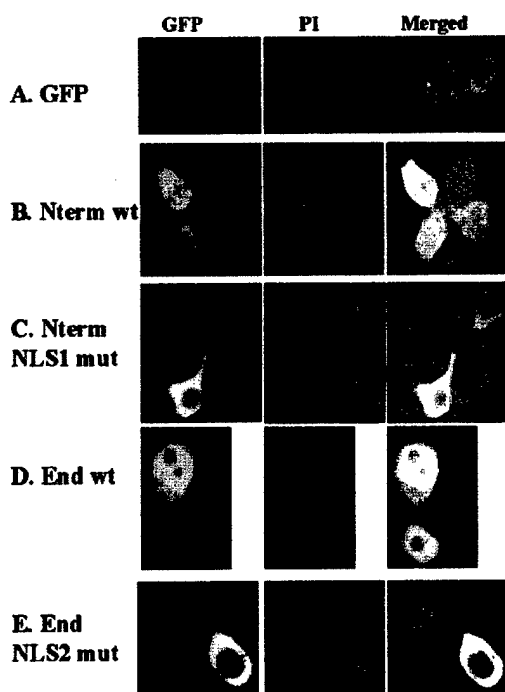 GFP PI Merged
A. GFP
B. Nterm wt
C. Nterm
NLS1 mut
D. End wt
E. End
NLS2 mut